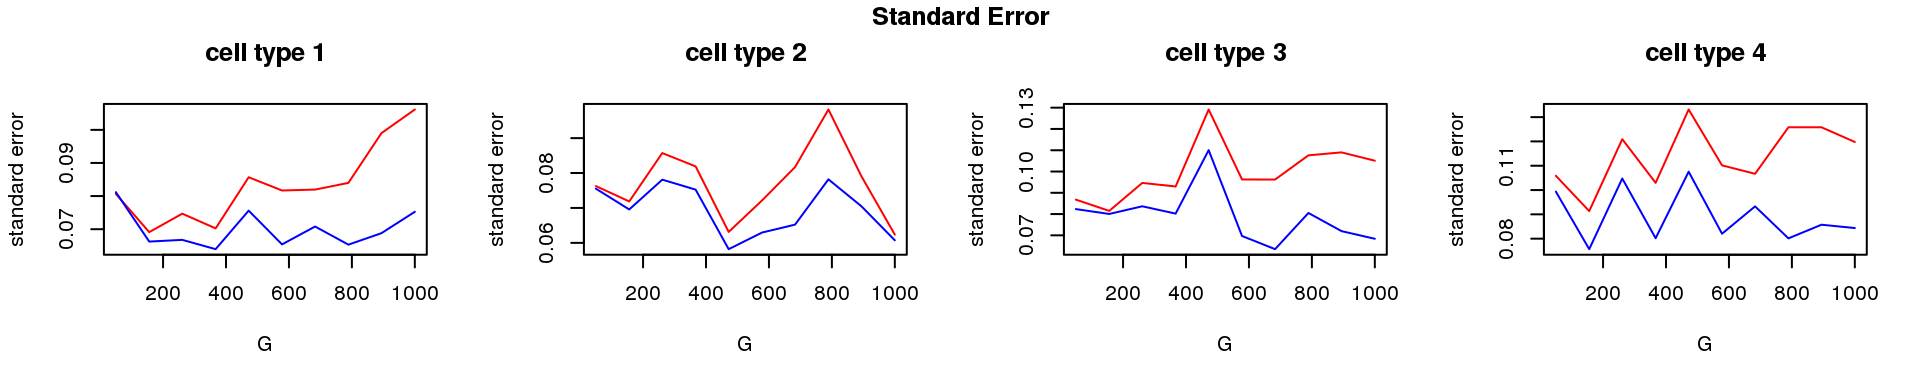 Standard Error
cell type 1
cell type 2
cell type 3
cell type 4
standard error
0.07
0.09
200 400 600 800 1000
G
standard error
0.06
0.08
200 400 600 800 1000
G
standard error
0.07
0.10
0.13
200 400 600 800 1000
G
standard error
0.08
0.11
200 400 600 800 1000
G